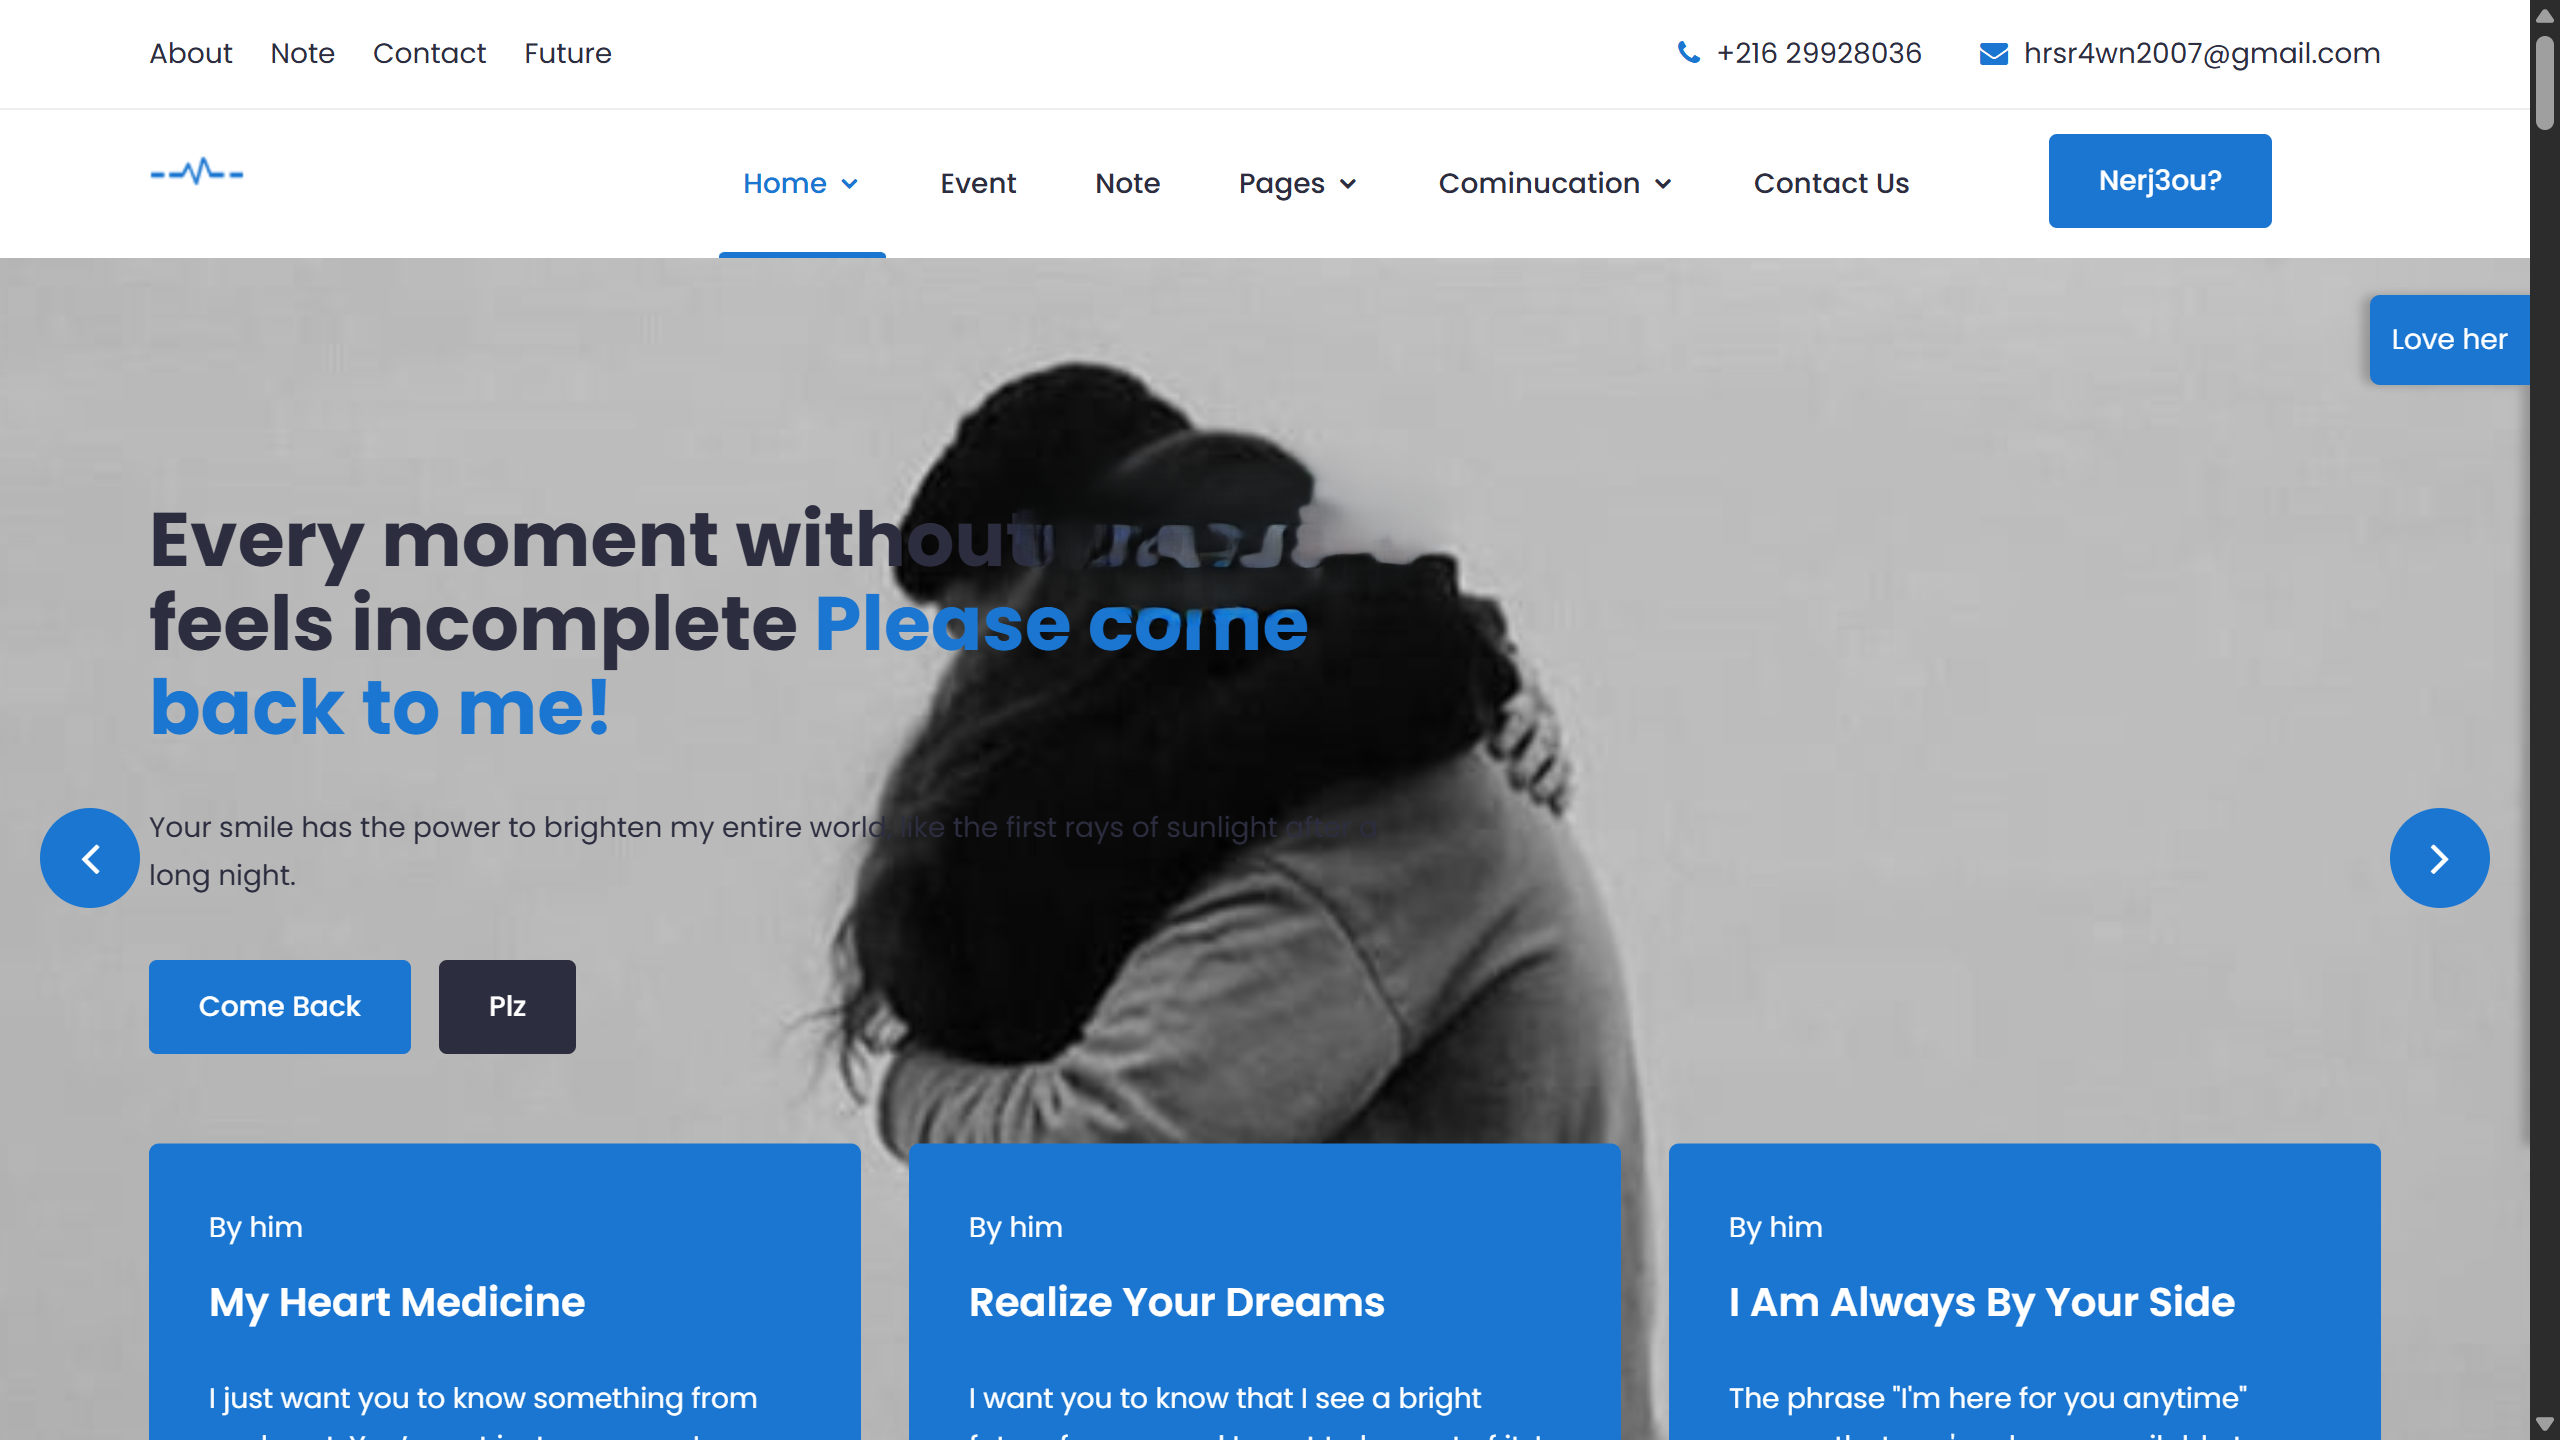 About Note Contact Future +216 29928036 hrsr4wn2007@gmail.com
Home Event Note Pages Cominucation Contact Us Nerj3ou?
Love her
Every moment without
feels incomplete Please come
back to me!
Your smile has the power to brighten my entire world, like the first rays of sunlight after a
long night.
Come Back Plz
By him
My Heart Medicine
I just want you to know something from
By him
Realize Your Dreams
I want you to know that I see a bright
By him
I Am Always By Your Side
The phrase "I'm here for you anytime"